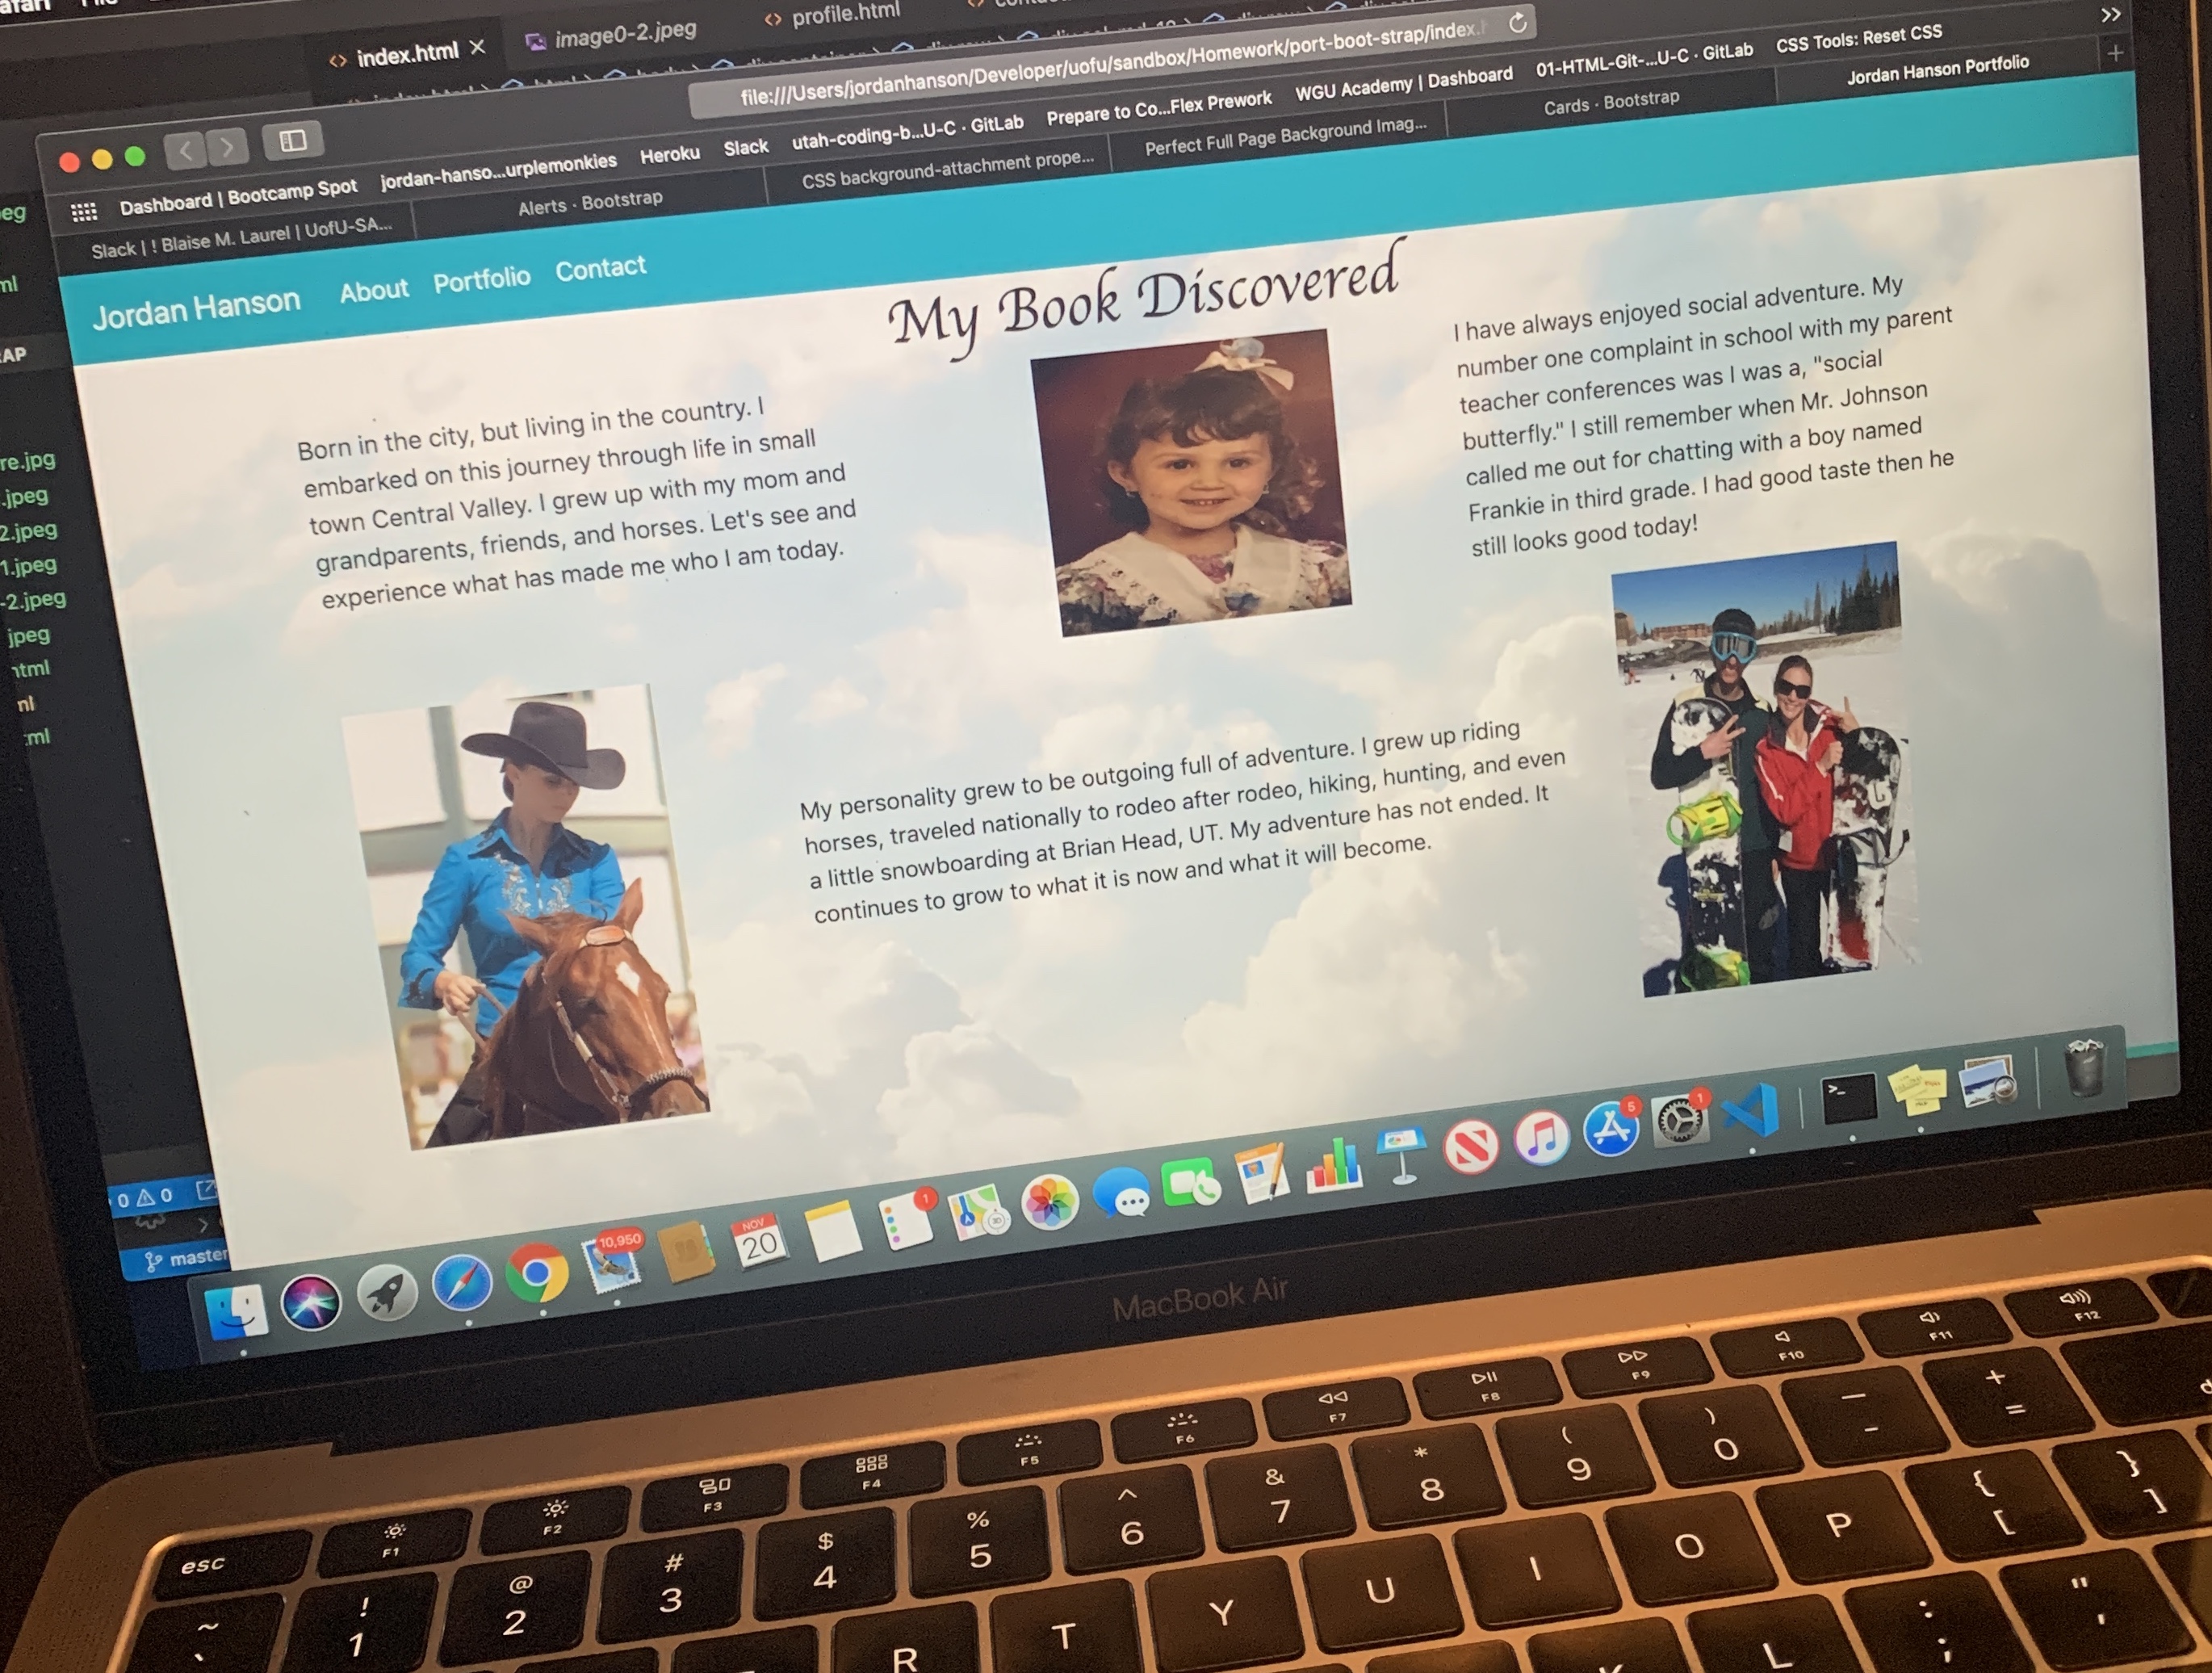 index.html
image0-2.jpeg
profile.html
file:///Users/jordanhanson/Developer/uofu/sandbox/Homework/port-boot-strap/index.
Dashboard | Bootcamp Spot
jordan-hanso...urplemonkies
Heroku
Slack
utah-coding-b...U-C · GitLab
Prepare to Co...Flex Prework
WGU Academy | Dashboard
01-HTML-Git-...U-C · GitLab
CSS Tools: Reset CSS
Slack | ! Blaise M. Laurel | UofU-SA...
Alerts · Bootstrap
CSS background-attachment prope...
Perfect Full Page Background Imag...
Cards · Bootstrap
Jordan Hanson Portfolio
Jordan Hanson
About
Portfolio
Contact
My Book Discovered
Born in the city, but living in the country. I
embarked on this journey through life in small
town Central Valley. I grew up with my mom and
grandparents, friends, and horses. Let's see and
experience what has made me who I am today.
I have always enjoyed social adventure. My
number one complaint in school with my parent
teacher conferences was I was a, "social
butterfly." I still remember when Mr. Johnson
called me out for chatting with a boy named
Frankie in third grade. I had good taste then he
still looks good today!
My personality grew to be outgoing full of adventure. I grew up riding
horses, traveled nationally to rodeo after rodeo, hiking, hunting, and even
a little snowboarding at Brian Head, UT. My adventure has not ended. It
continues to grow to what it is now and what it will become.
eg
ml
AP
re.jpg
.jpeg
2.jpeg
1.jpeg
-2.jpeg
jpeg
html
ml
0 0
master
10,950
NOV
20
1
5
1
MacBook Air
esc
F1
F2
F3
F4
F5
F6
F7
F8
F9
F10
F11
F12
~ `
! 1
@ 2
# 3
$ 4
% 5
^ 6
& 7
* 8
( 9
) 0
— -
+ =
R
T
Y
U
I
O
P
{ [
} ]
L
: ;
" '